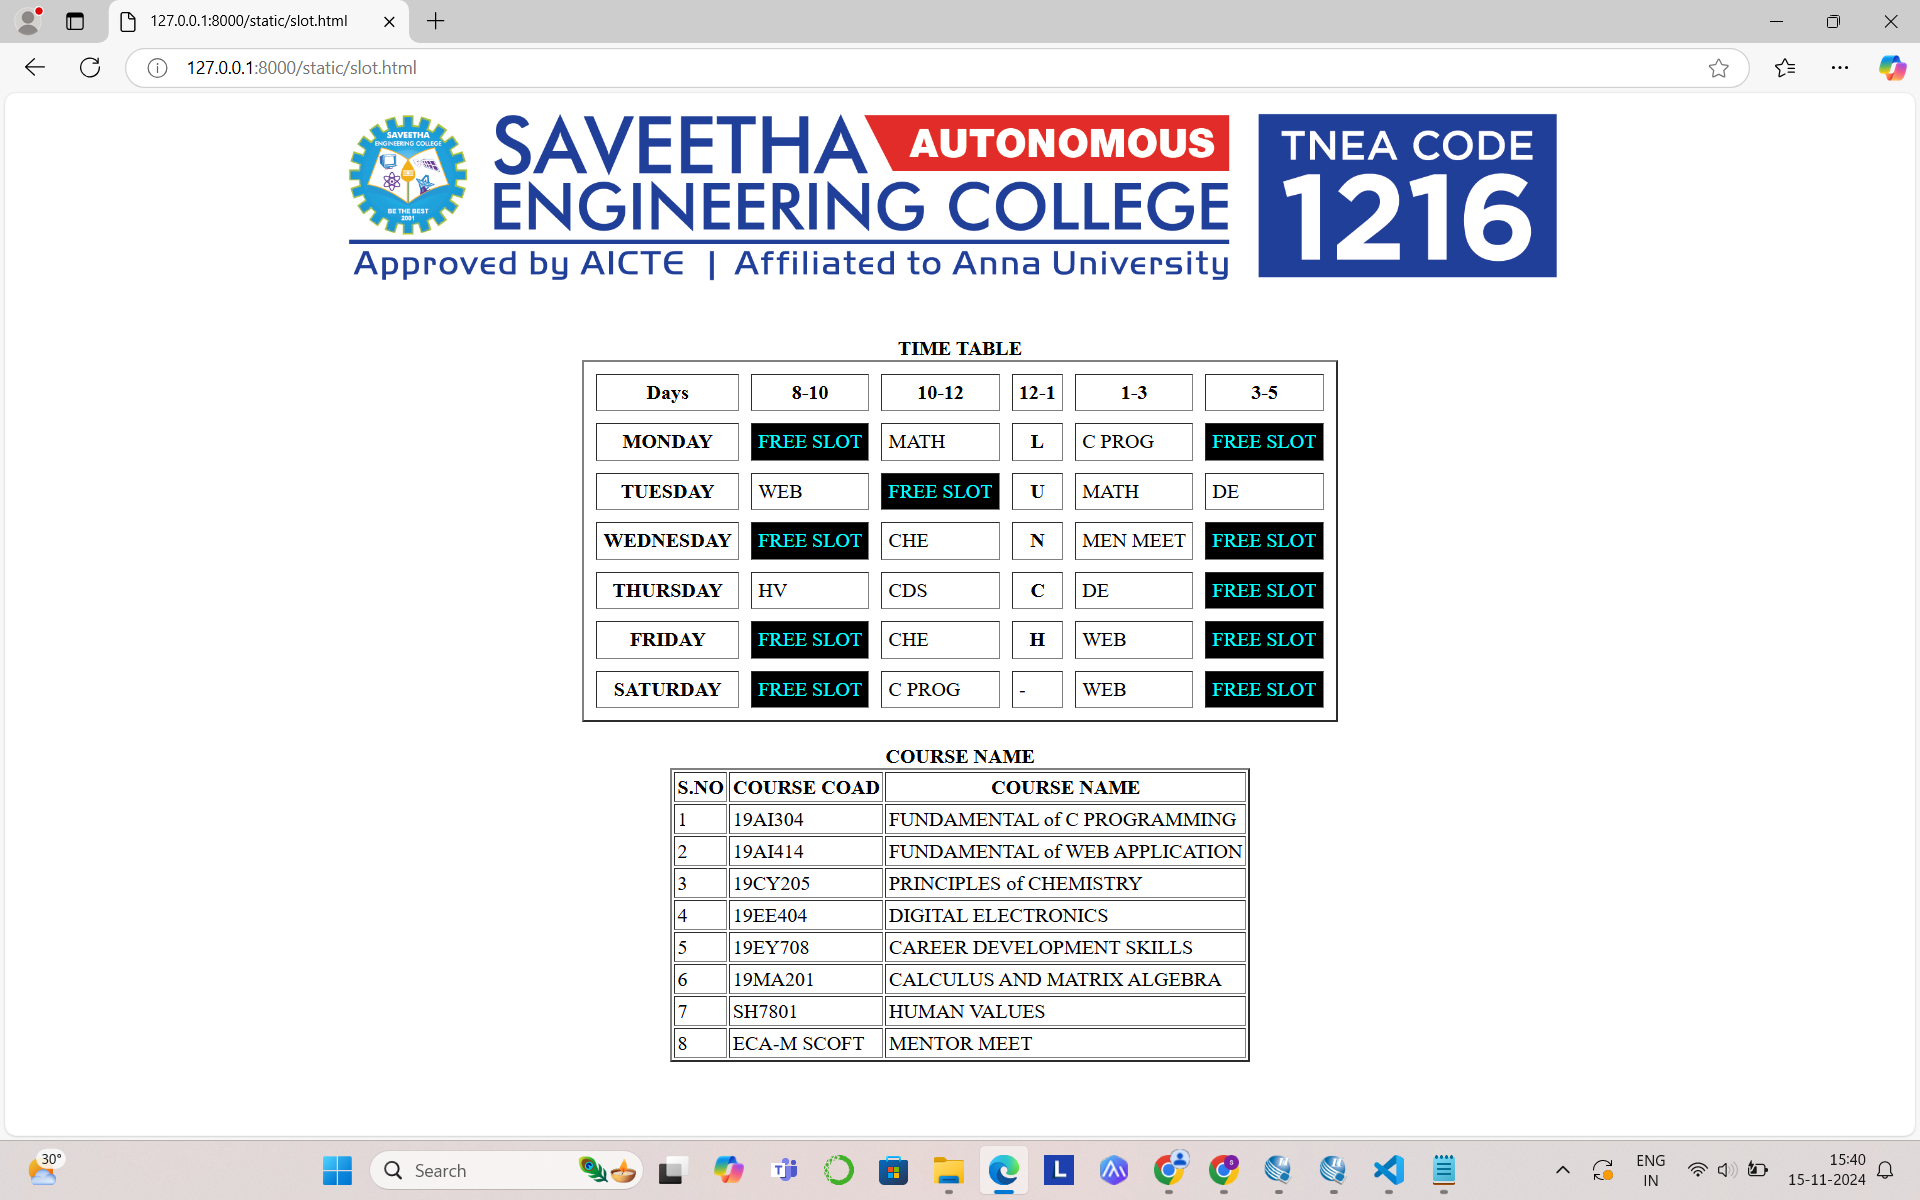 127.0.0.1:8000/static/slot.html
127.0.0.1:8000/static/slot.html
SAVEETHA
ENGINEERING COLLEGE
BE THE BEST
2001
SAVEETHA AUTONOMOUS
ENGINEERING COLLEGE
Approved by AICTE | Affiliated to Anna University
TNEA CODE
1216
TIME TABLE
Days 8-10 10-12 12-1 1-3 3-5
MONDAY FREE SLOT MATH L C PROG FREE SLOT
TUESDAY WEB FREE SLOT U MATH DE
WEDNESDAY FREE SLOT CHE N MEN MEET FREE SLOT
THURSDAY HV CDS C DE FREE SLOT
FRIDAY FREE SLOT CHE H WEB FREE SLOT
SATURDAY FREE SLOT C PROG - WEB FREE SLOT
COURSE NAME
S.NO COURSE COAD COURSE NAME
1 19AI304 FUNDAMENTAL of C PROGRAMMING
2 19AI414 FUNDAMENTAL of WEB APPLICATION
3 19CY205 PRINCIPLES of CHEMISTRY
4 19EE404 DIGITAL ELECTRONICS
5 19EY708 CAREER DEVELOPMENT SKILLS
6 19MA201 CALCULUS AND MATRIX ALGEBRA
7 SH7801 HUMAN VALUES
8 ECA-M SCOFT MENTOR MEET
30°
Search
L
ENG
IN
15:40
15-11-2024